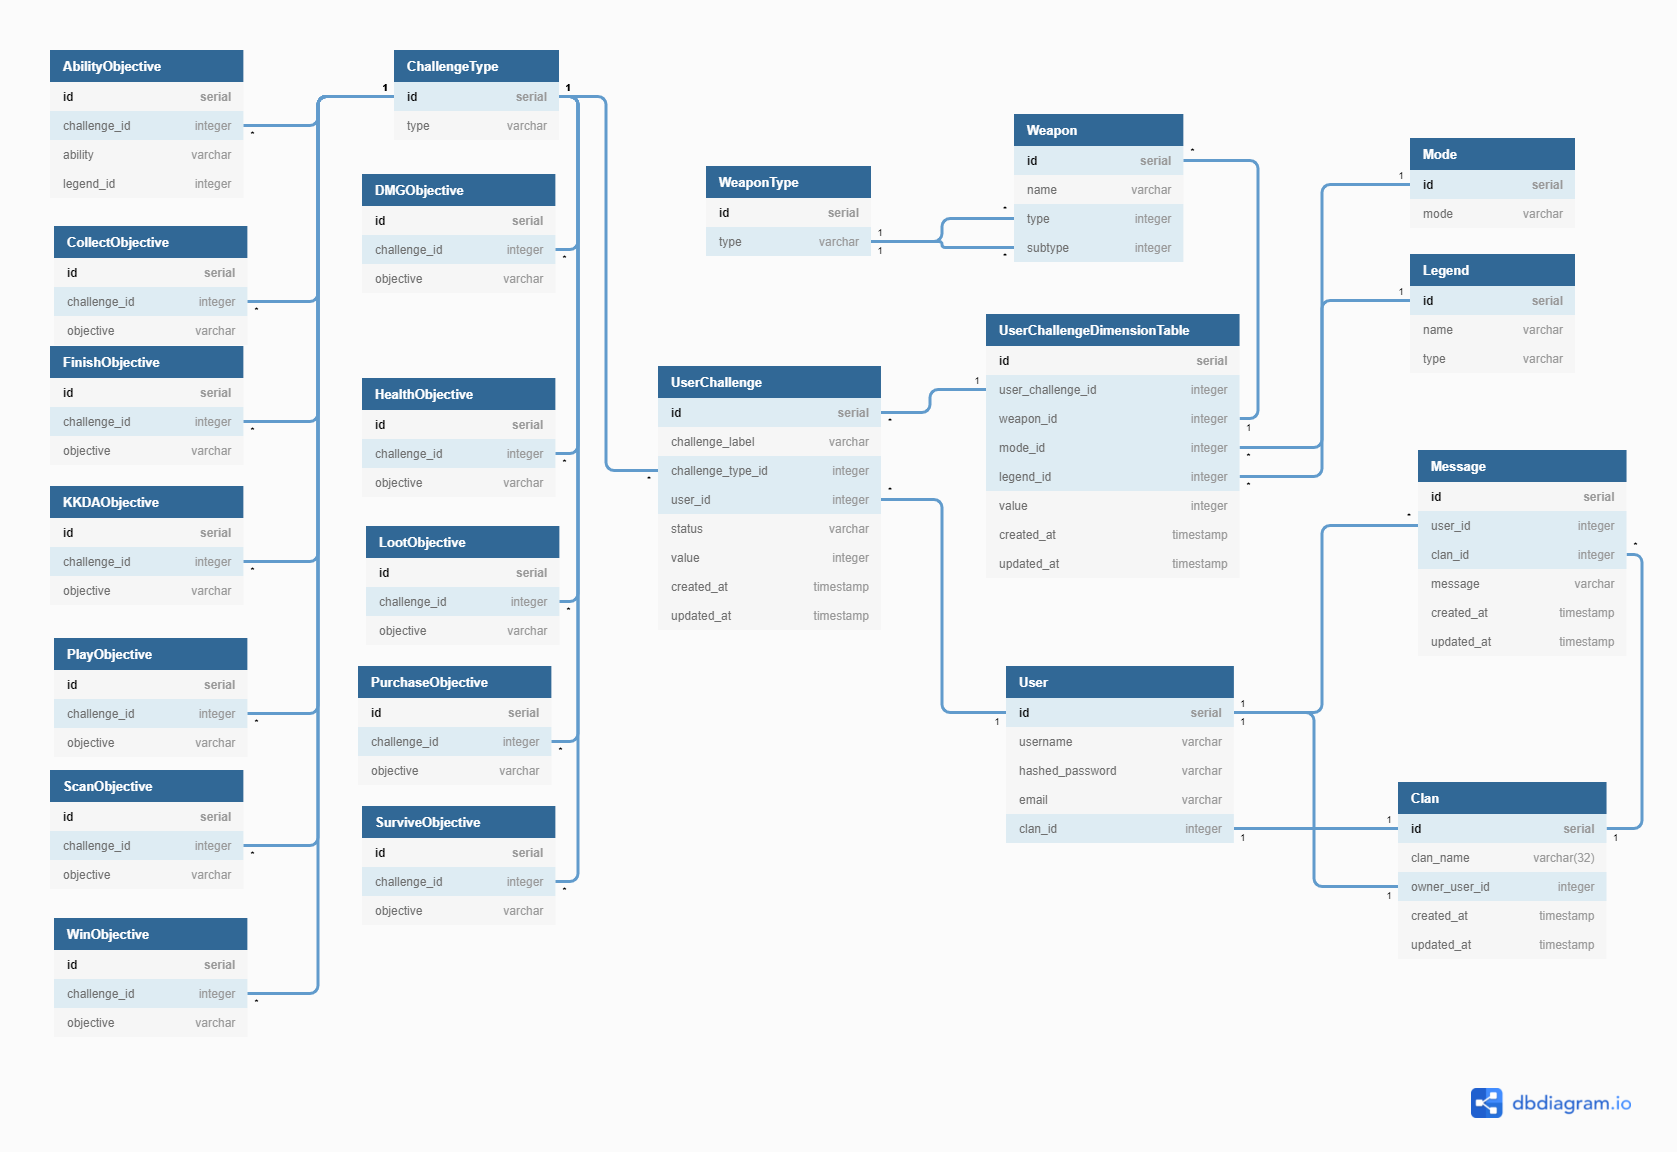 AbilityObjective
id serial
challenge_id integer
ability varchar
legend_id integer
CollectObjective
id serial
challenge_id integer
objective varchar
FinishObjective
id serial
challenge_id integer
objective varchar
KKDAObjective
id serial
challenge_id integer
objective varchar
PlayObjective
id serial
challenge_id integer
objective varchar
ScanObjective
id serial
challenge_id integer
objective varchar
WinObjective
id serial
challenge_id integer
objective varchar
ChallengeType
id serial
type varchar
DMGObjective
id serial
challenge_id integer
objective varchar
HealthObjective
id serial
challenge_id integer
objective varchar
LootObjective
id serial
challenge_id integer
objective varchar
PurchaseObjective
id serial
challenge_id integer
objective varchar
SurviveObjective
id serial
challenge_id integer
objective varchar
WeaponType
id serial
type varchar
UserChallenge
id serial
challenge_label varchar
challenge_type_id integer
user_id integer
status varchar
value integer
created_at timestamp
updated_at timestamp
Weapon
id serial
name varchar
type integer
subtype integer
UserChallengeDimensionTable
id serial
user_challenge_id integer
weapon_id integer
mode_id integer
legend_id integer
value integer
created_at timestamp
updated_at timestamp
User
id serial
username varchar
hashed_password varchar
email varchar
clan_id integer
Mode
id serial
mode varchar
Legend
id serial
name varchar
type varchar
Message
id serial
user_id integer
clan_id integer
message varchar
created_at timestamp
updated_at timestamp
Clan
id serial
clan_name varchar(32)
owner_user_id integer
created_at timestamp
updated_at timestamp
1
*
*
*
*
*
*
*
*
1
*
*
*
*
*
*
1
1
*
*
*
1
*
1
*
*
1
1
*
1
*
1
1
1
*
*
1
1
1
1
dbdiagram.io